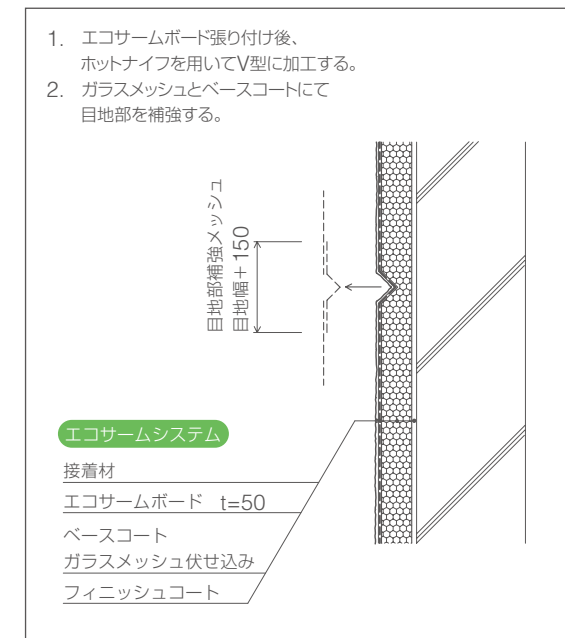 1. エコサームボード張り付け後、
ホットナイフを用いてV型に加工する。
2. ガラスメッシュとベースコートにて
目地部を補強する。
目地部補強メッシュ
目地幅+150
エコサームシステム
接着材
エコサームボード t=50
ベースコート
ガラスメッシュ伏せ込み
フィニッシュコート